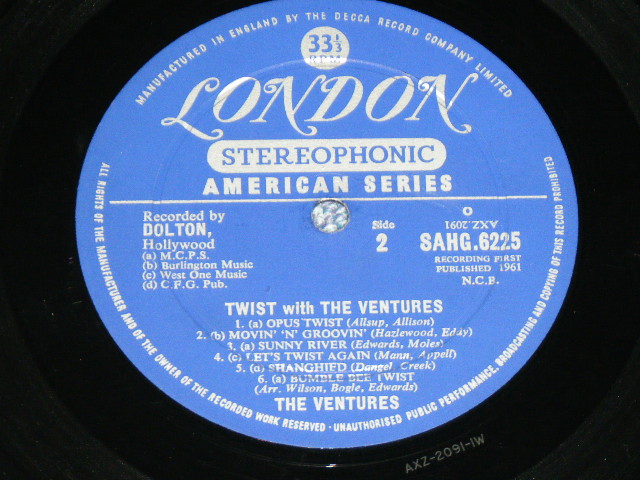 MANUFACTURED IN ENGLAND BY THE DECCA RECORD COMPANY LIMITED
33 1/3
RPM
LONDON
STEREOPHONIC
AMERICAN SERIES
Recorded by
DOLTON,
Hollywood
(a) M.C.P.S.
(b) Burlington Music
(c) West One Music
(d) C.F.G. Pub.
Side
2
O
AXZ.2091
SAHG.6225
RECORDING FIRST
PUBLISHED 1961
N.C.B.
TWIST with THE VENTURES
1. (a) OPUS TWIST (Allsup, Allison)
2. (b) MOVIN' 'N' GROOVIN' (Hazlewood, Eddy)
3. (a) SUNNY RIVER (Edwards, Moles)
4. (c) LET'S TWIST AGAIN (Mann, Appell)
5. (a) SHANGHIED (Dangel, Creek)
6. (a) BUMBLE BEE TWIST
(Arr. Wilson, Bogle, Edwards)
THE VENTURES
ALL RIGHTS OF THE MANUFACTURER AND OF THE OWNER OF THE RECORDED WORK RESERVED · UNAUTHORISED PUBLIC PERFORMANCE, BROADCASTING AND COPYING OF THIS RECORD PROHIBITED
AXZ-2091-1W